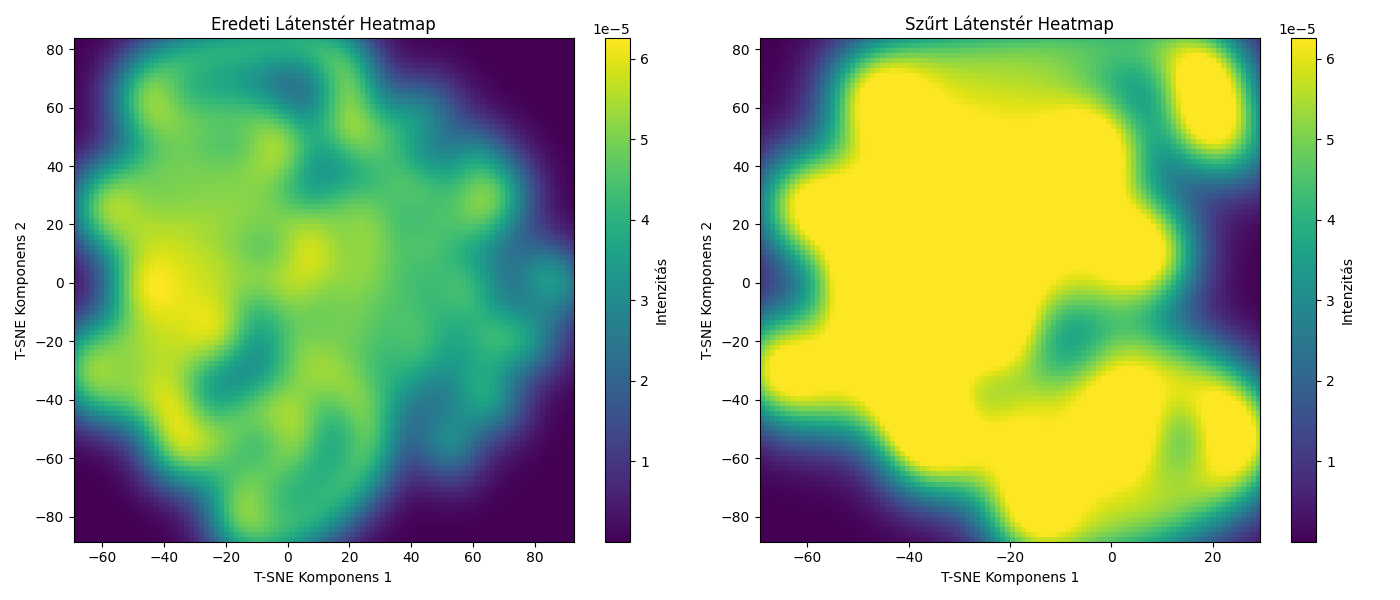 Eredeti Látenstér Heatmap
1e−5
80
60
40
20
0
−20
−40
−60
−80
T-SNE Komponens 2
−60 −40 −20 0 20 40 60 80
T-SNE Komponens 1
6
5
4
3
2
1
Intenzitás
Szűrt Látenstér Heatmap
1e−5
80
60
40
20
0
−20
−40
−60
−80
T-SNE Komponens 2
−60 −40 −20 0 20
T-SNE Komponens 1
6
5
4
3
2
1
Intenzitás